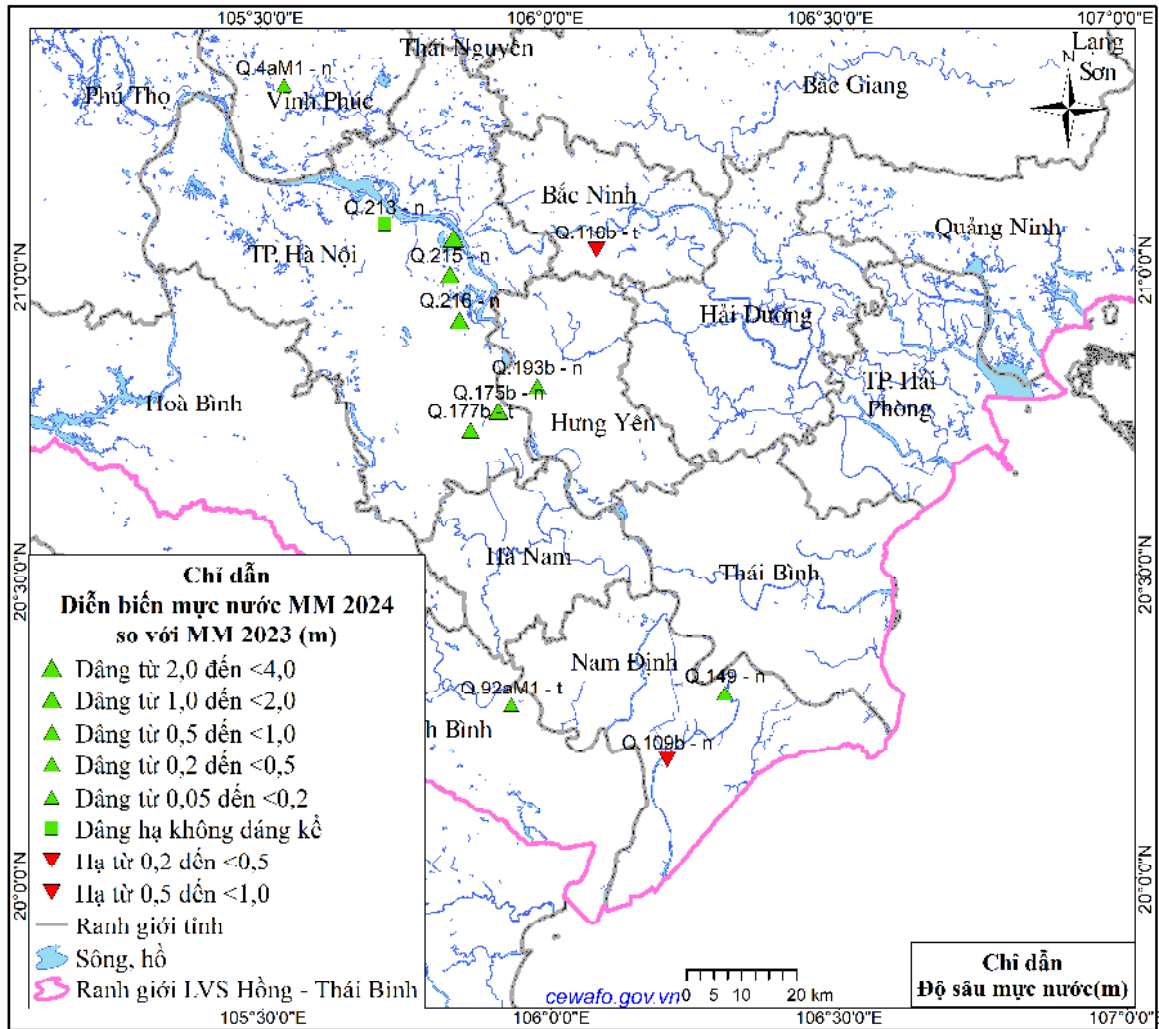 105°30'0"E
106°0'0"E
106°30'0"E
107°0'0"E
Thái Nguyên
Lạng
Sơn
Q.4aM1 - n
Phú Thọ
Vĩnh Phúc
Bắc Giang
Bắc Ninh
Q.213 - n
Q.110b - t
Quảng Ninh
TP. Hà Nội
Q.215 - n
21°0'0"N
21°0'0"N
Q.216 - n
Hải Dương
Q.193b - n
TP. Hải
Phòng
Q.175b - n
Hoà Bình
Q.177b - t
Hưng Yên
Hà Nam
Thái Bình
20°30'0"N
20°30'0"N
Nam Định
Q.149 - n
Q.92aM1 - t
h Bình
Q.109b - n
20°0'0"N
20°0'0"N
Chỉ dẫn
Diễn biến mực nước MM 2024
so với MM 2023 (m)
Dâng từ 2,0 đến <4,0
Dâng từ 1,0 đến <2,0
Dâng từ 0,5 đến <1,0
Dâng từ 0,2 đến <0,5
Dâng từ 0,05 đến <0,2
Dâng hạ không đáng kể
Hạ từ 0,2 đến <0,5
Hạ từ 0,5 đến <1,0
Ranh giới tỉnh
Sông, hồ
Ranh giới LVS Hồng - Thái Bình
cewafo.gov.vn
0 5 10 20 km
Chỉ dẫn
Độ sâu mực nước(m)
105°30'0"E
106°0'0"E
106°30'0"E
107°0'0"E